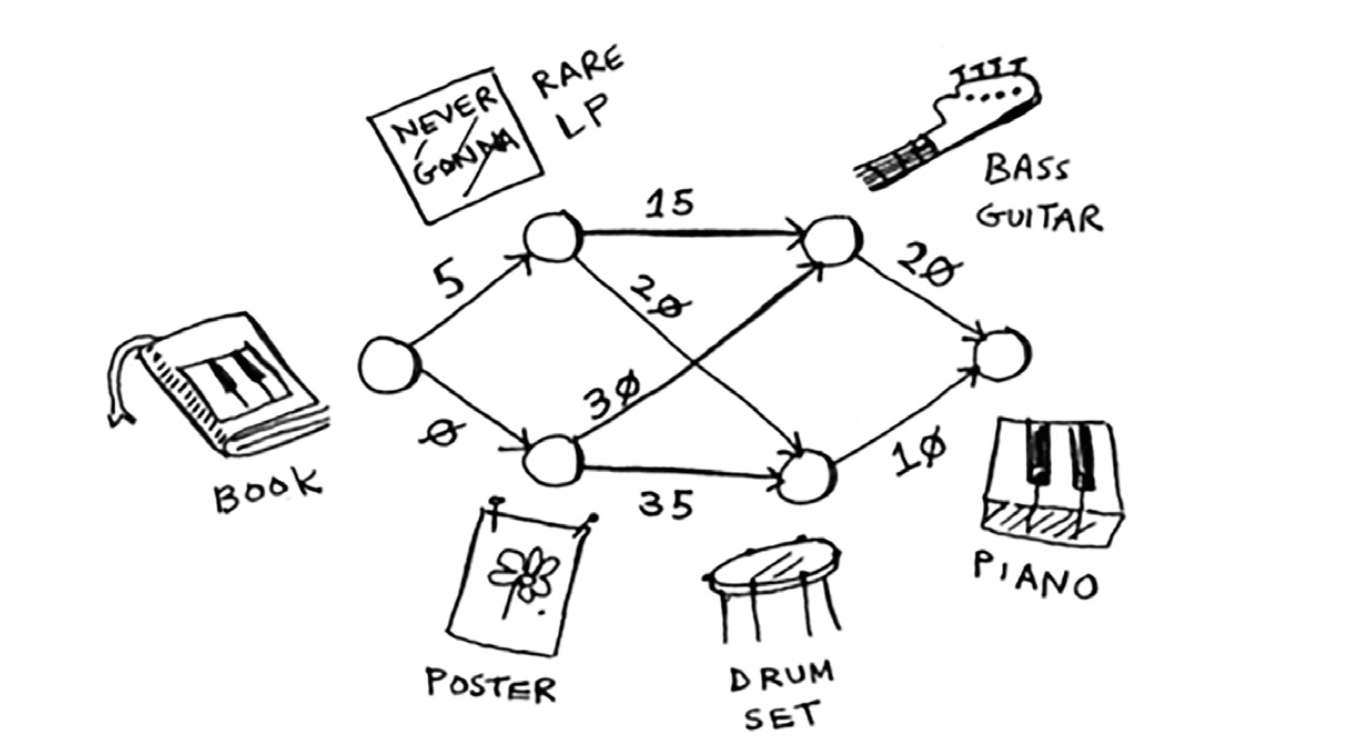 NEVER
GONNA
RARE
LP
BASS
GUITAR
15
5
20
20
30
0
35
10
BOOK
POSTER
DRUM
SET
PIANO